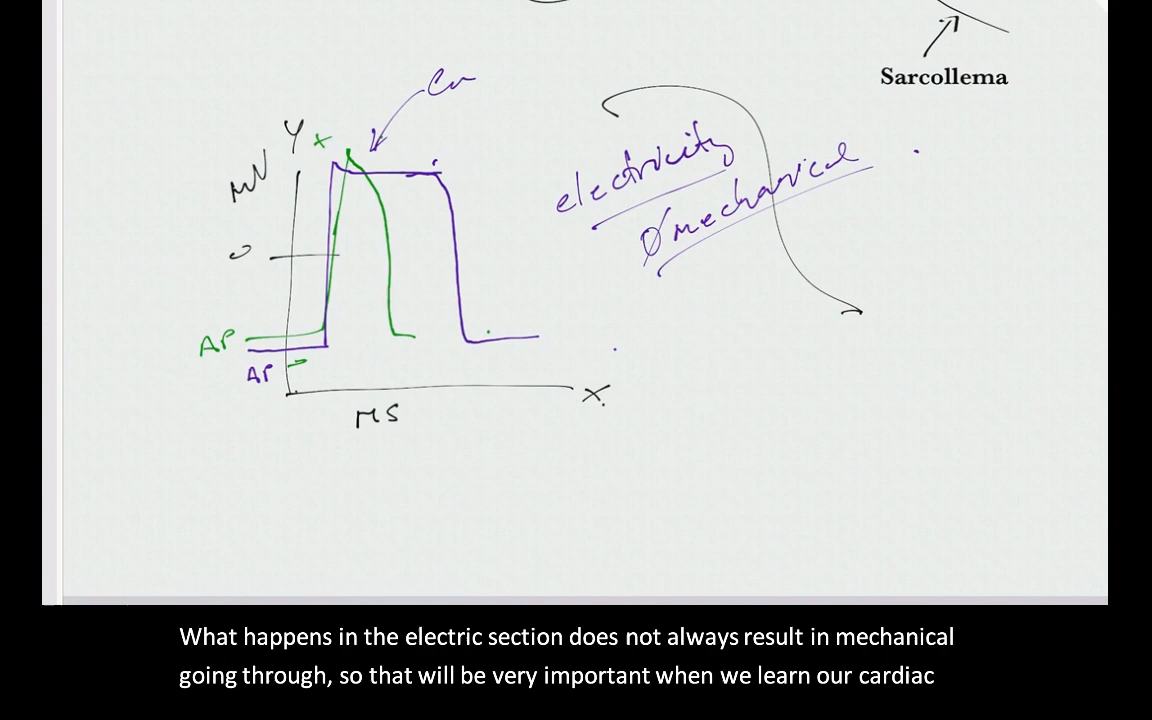 Sarcollema
Ca
Y +
mV
electricity
Ømechanical
0
AP
AP -
X
MS
What happens in the electric section does not always result in mechanical
going through, so that will be very important when we learn our cardiac